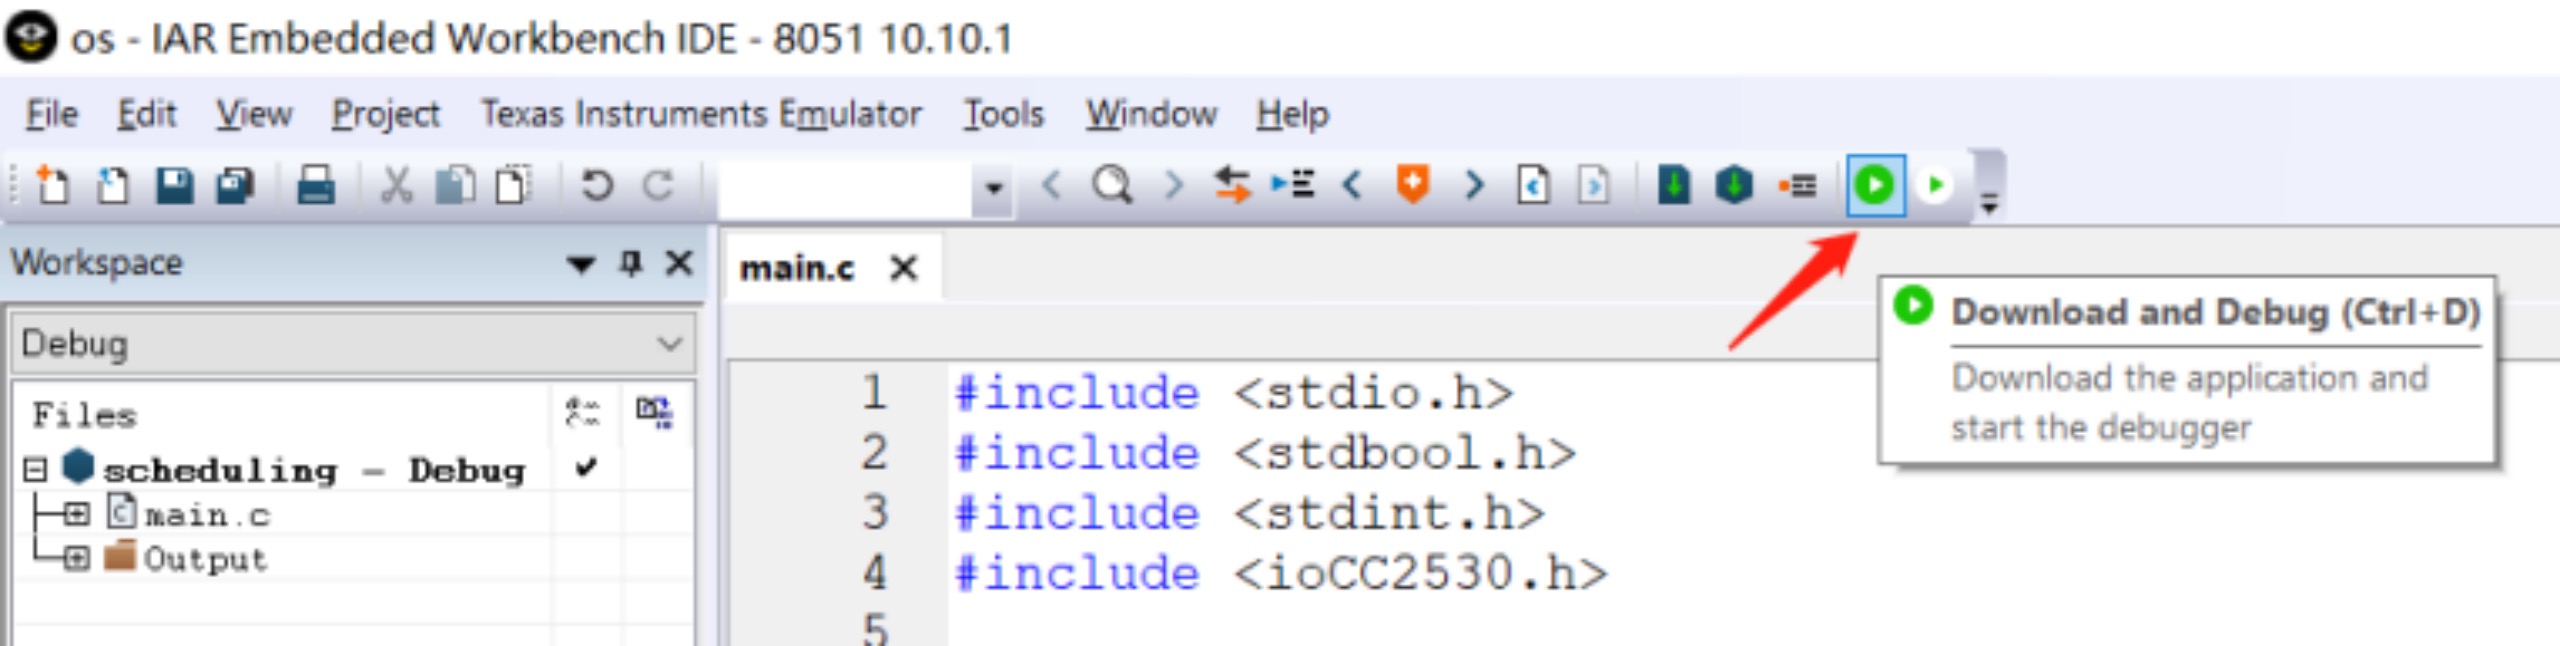 os - IAR Embedded Workbench IDE - 8051 10.10.1
File Edit View Project Texas Instruments Emulator Tools Window Help
Workspace
Debug
Files
scheduling - Debug
main.c
Output
main.c
1 #include <stdio.h>
2 #include <stdbool.h>
3 #include <stdint.h>
4 #include <ioCC2530.h>
5
Download and Debug (Ctrl+D)
Download the application and
start the debugger